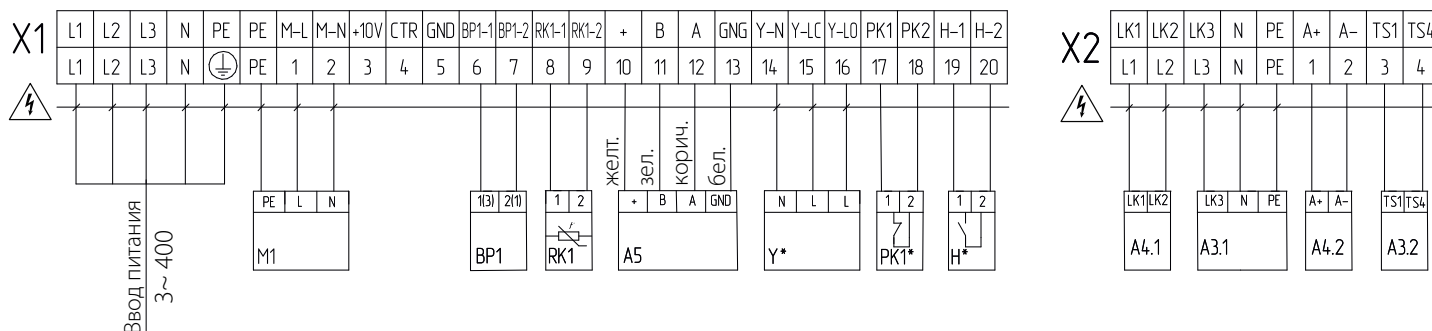 X1
L1 L2 L3 N PE PE M-L M-N +10V CTR GND BP1-1 BP1-2 RK1-1 RK1-2 + B A GNG Y-N Y-LC Y-LO PK1 PK2 H-1 H-2
L1 L2 L3 N PE 1 2 3 4 5 6 7 8 9 10 11 12 13 14 15 16 17 18 19 20
желт.
зел.
корич.
бел.
PE L N
M1
1(3) 2(1)
BP1
1 2
RK1
+ B A GND
A5
N L L
Y*
1 2
PK1*
1 2
H*
Ввод питания
3~ 400
X2
LK1 LK2 LK3 N PE A+ A- TS1 TS4
L1 L2 L3 N PE 1 2 3 4
LK1 LK2
A4.1
LK3 N PE
A3.1
A+ A-
A4.2
TS1 TS4
A3.2